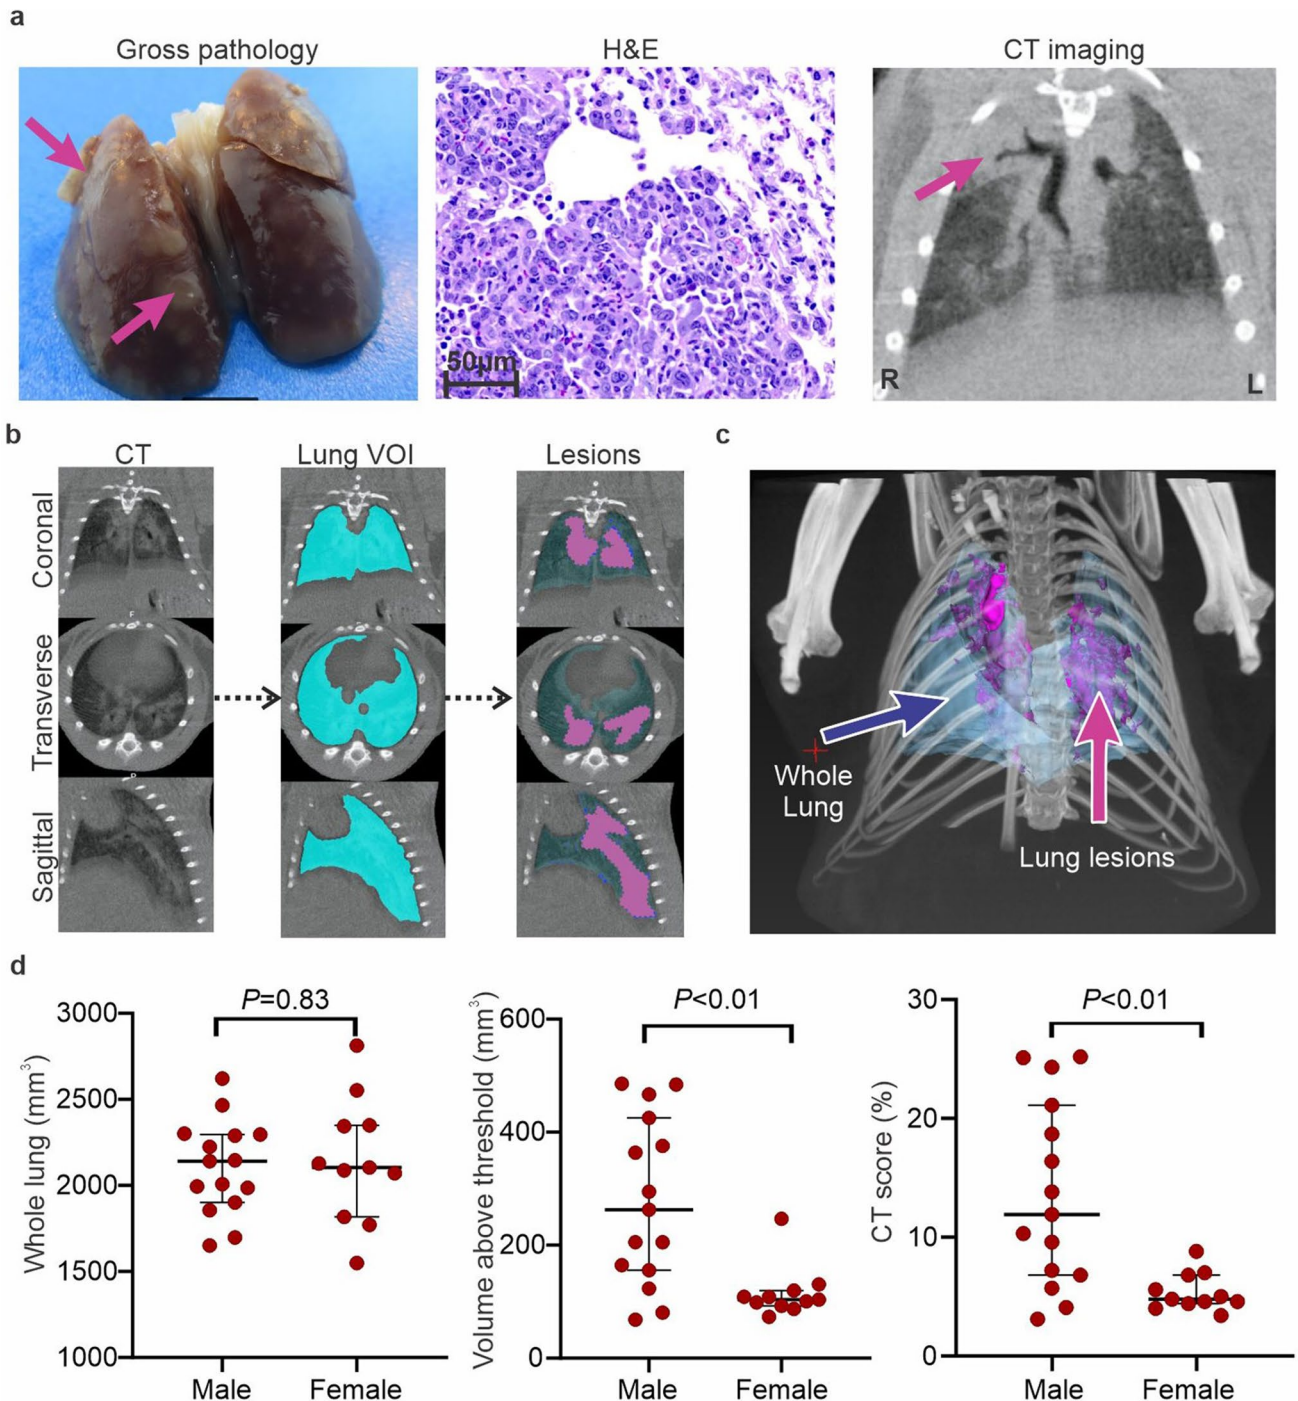 a
Gross pathology
H&E
CT imaging
50µm
R
L
b
c
CT
Lung VOI
Lesions
Coronal
Transverse
Sagittal
F
Whole
Lung
Lung lesions
d
P=0.83
P<0.01
P<0.01
Whole lung (mm³)
3000
2500
2000
1500
1000
Male
Female
Volume above threshold (mm³)
600
400
200
0
Male
Female
CT score (%)
30
20
10
0
Male
Female